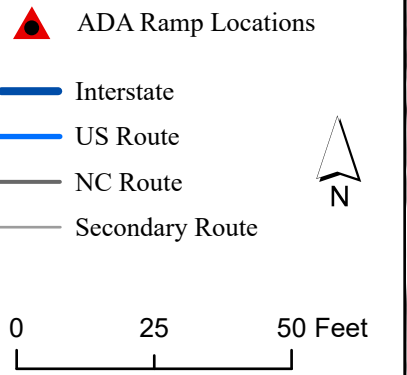 ADA Ramp Locations
Interstate
US Route
NC Route
Secondary Route
N
0 25 50 Feet